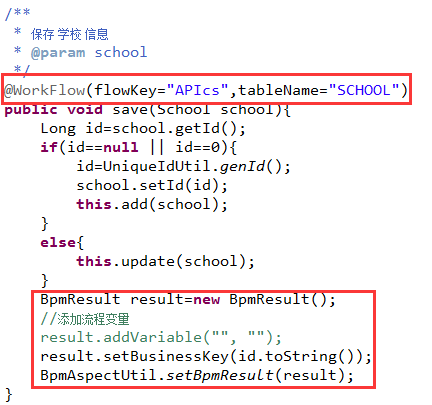 /**
* 保存 学校 信息
* @param school
*/
@WorkFlow(flowKey="APIcs",tableName="SCHOOL")
public void save(School school){
Long id=school.getId();
if(id==null || id==0){
id=UniqueIdUtil.genId();
school.setId(id);
this.add(school);
}
else{
this.update(school);
}
BpmResult result=new BpmResult();
//添加流程变量
result.addVariable("", "");
result.setBusinessKey(id.toString());
BpmAspectUtil.setBpmResult(result);
}